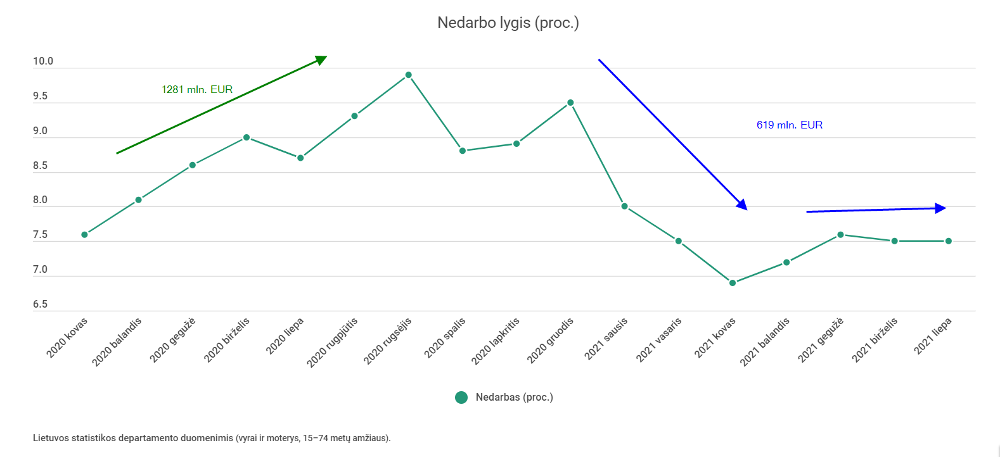 Nedarbo lygis (proc.)
10.0
1281 mln. EUR
9.5
619 mln. EUR
9.0
8.5
8.0
7.5
7.0
6.5
2020 kovas
2020 balandis
2020 gegužė
2020 birželis
2020 liepa
2020 rugpjūtis
2020 rugsėjis
2020 spalis
2020 lapkritis
2020 gruodis
2021 sausis
2021 vasaris
2021 kovas
2021 balandis
2021 gegužė
2021 birželis
2021 liepa
Nedarbas (proc.)
Lietuvos statistikos departamento duomenimis (vyrai ir moterys, 15–74 metų amžiaus).